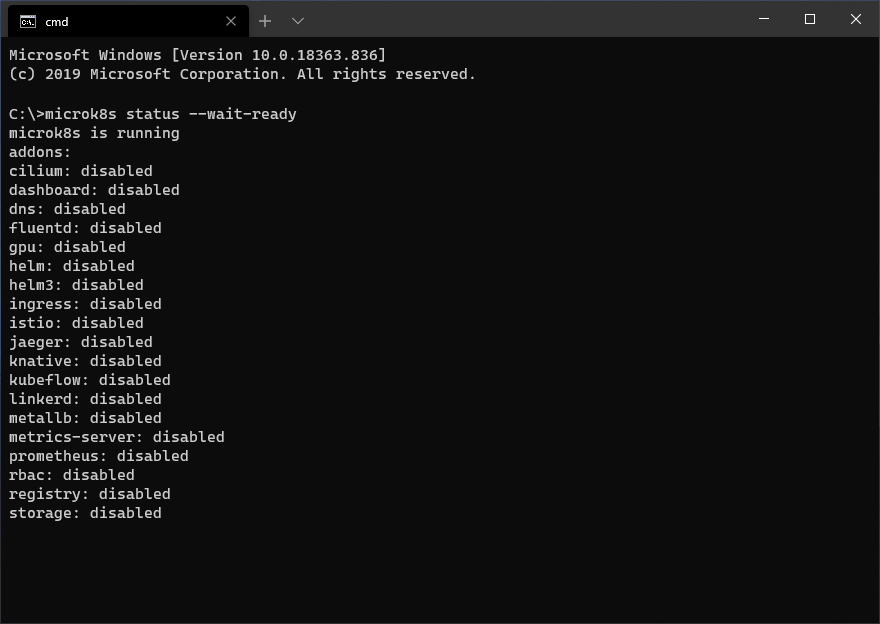 cmd
Microsoft Windows [Version 10.0.18363.836]
(c) 2019 Microsoft Corporation. All rights reserved.
C:\>microk8s status --wait-ready
microk8s is running
addons:
cilium: disabled
dashboard: disabled
dns: disabled
fluentd: disabled
gpu: disabled
helm: disabled
helm3: disabled
ingress: disabled
istio: disabled
jaeger: disabled
knative: disabled
kubeflow: disabled
linkerd: disabled
metallb: disabled
metrics-server: disabled
prometheus: disabled
rbac: disabled
registry: disabled
storage: disabled